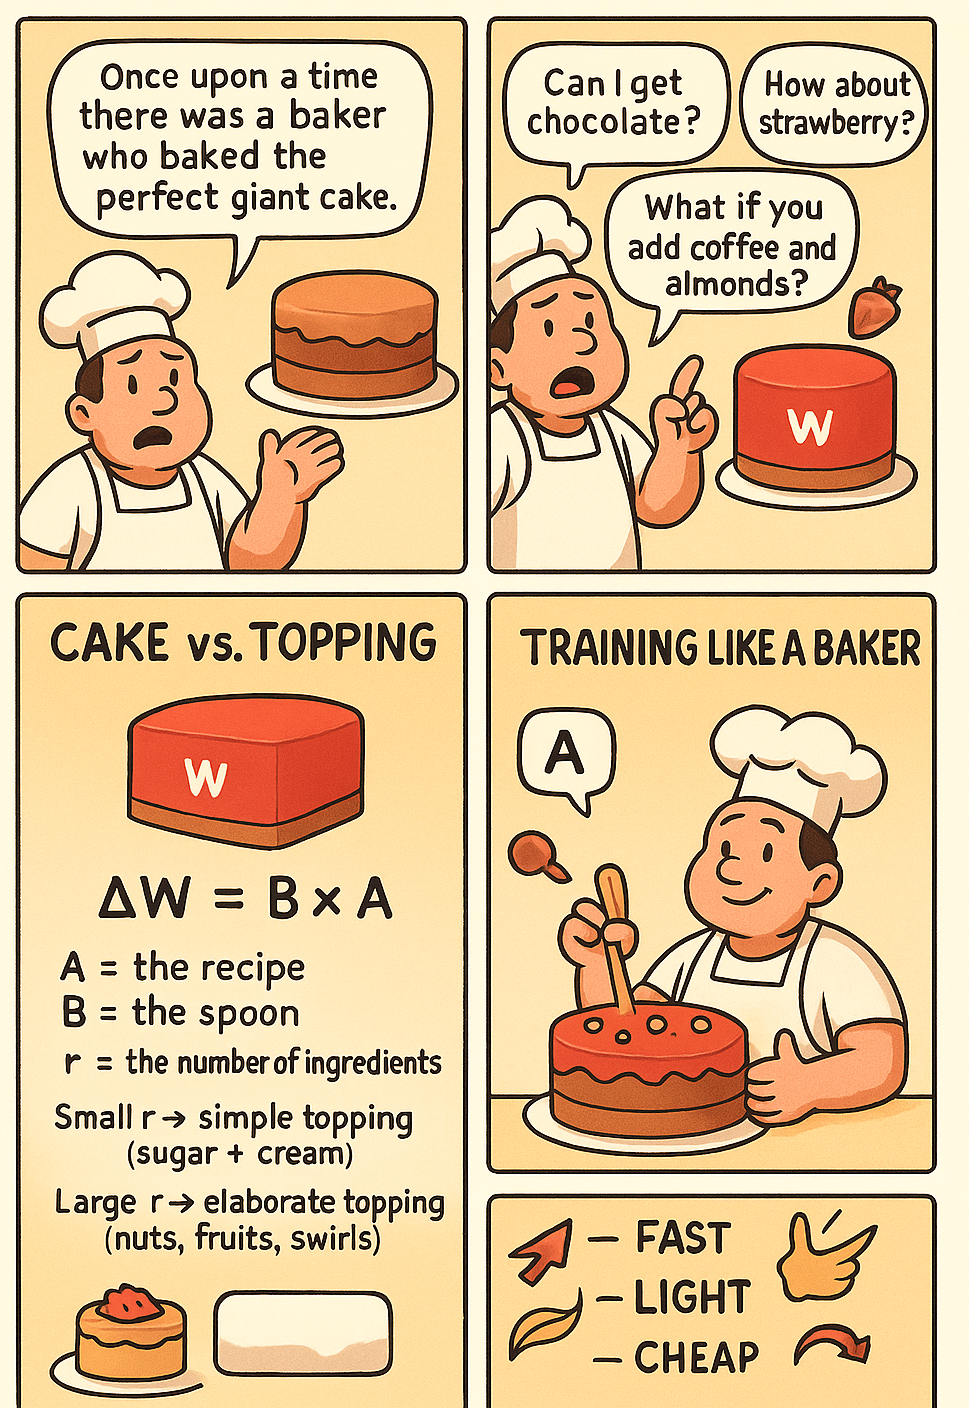 Once upon a time
there was a baker
who baked the
perfect giant cake.
Can I get
chocolate?
How about
strawberry?
What if you
add coffee and
almonds?
W
CAKE vs. TOPPING
W
ΔW = B × A
A = the recipe
B = the spoon
r = the number of ingredients
Small r → simple topping
(sugar + cream)
Large r → elaborate topping
(nuts, fruits, swirls)
TRAINING LIKE A BAKER
A
— FAST
— LIGHT
— CHEAP